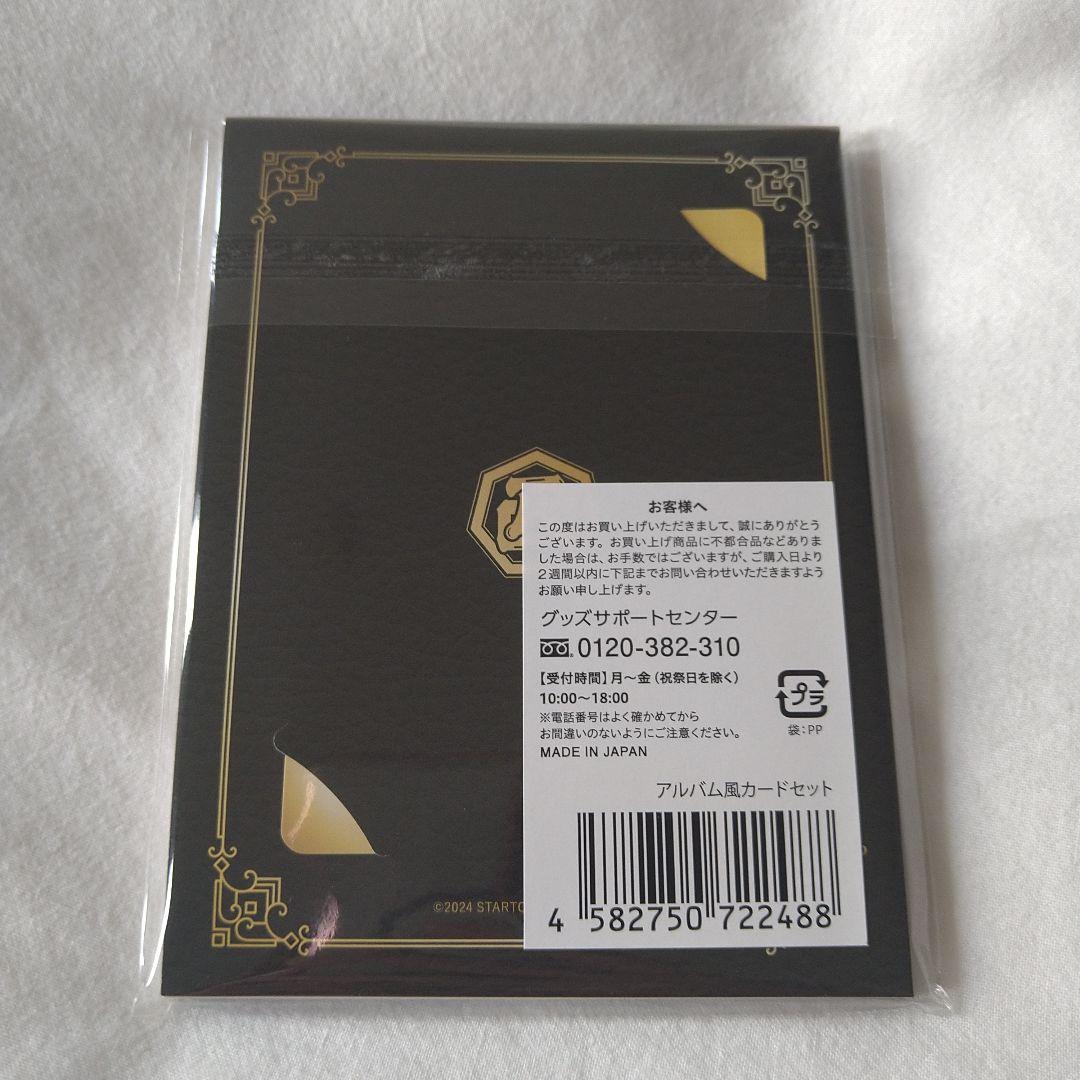 お客様へ
この度はお買い上げいただきまして、誠にありがとう
ございます。お買い上げ商品に不都合品などありま
した場合は、お手数ではございますが、ご購入日より
2週間以内に下記までお問い合わせいただきますよう
お願い申し上げます。
グッズサポートセンター
0120-382-310
【受付時間】月～金（祝祭日を除く）
10:00～18:00
※電話番号はよく確かめてから
お間違いのないようにご注意ください。
MADE IN JAPAN
プラ
袋：PP
アルバム風カードセット
4 582750 722488
©2024